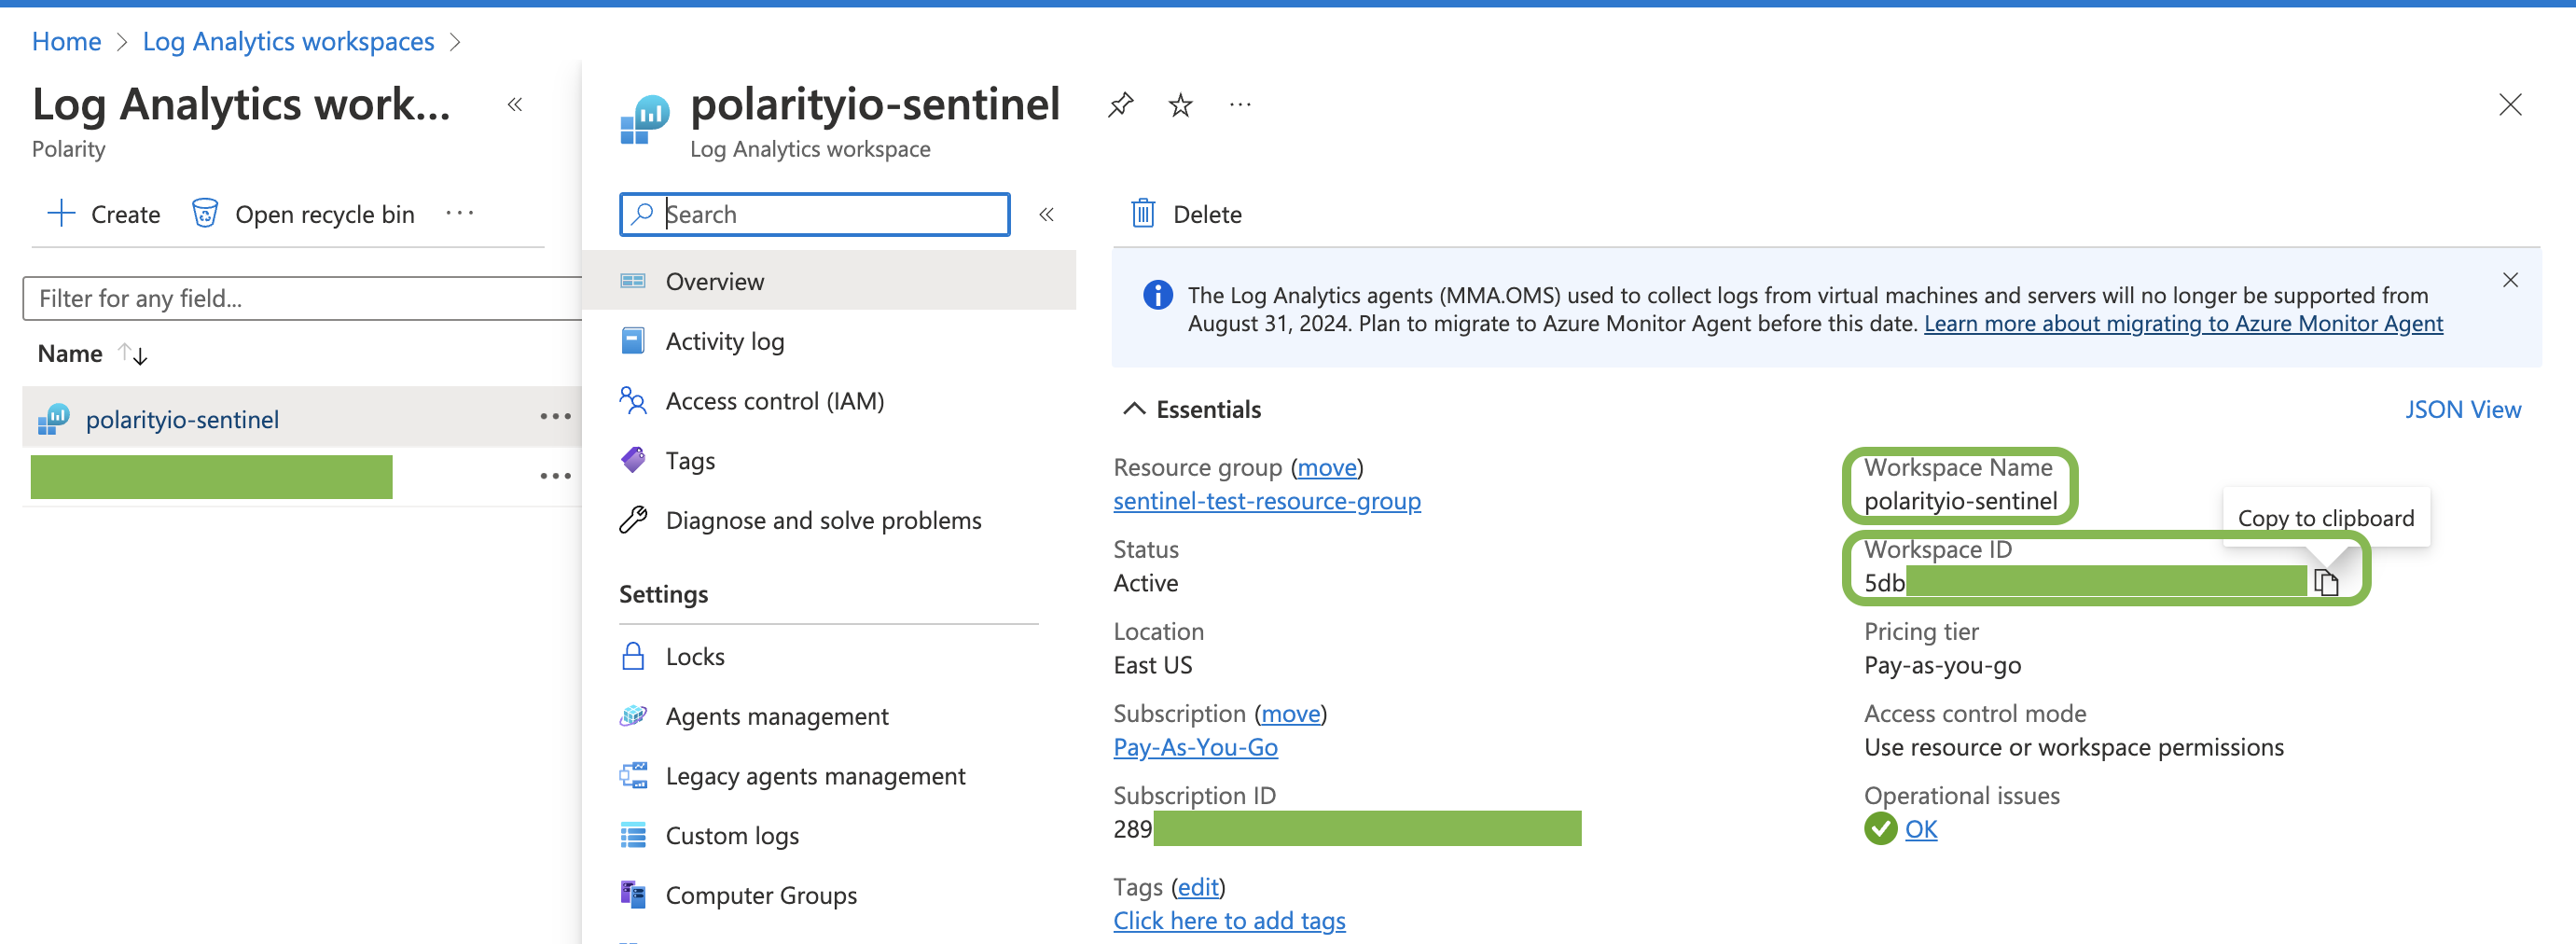 Home > Log Analytics workspaces >
Log Analytics work...
Polarity
Create
Open recycle bin
Filter for any field...
Name
polarityio-sentinel
polarityio-sentinel
Log Analytics workspace
Search
Overview
Activity log
Access control (IAM)
Tags
Diagnose and solve problems
Settings
Locks
Agents management
Legacy agents management
Custom logs
Computer Groups
Delete
The Log Analytics agents (MMA.OMS) used to collect logs from virtual machines and servers will no longer be supported from
August 31, 2024. Plan to migrate to Azure Monitor Agent before this date. Learn more about migrating to Azure Monitor Agent
Essentials
JSON View
Resource group (move)
sentinel-test-resource-group
Status
Active
Location
East US
Subscription (move)
Pay-As-You-Go
Subscription ID
289
Tags (edit)
Click here to add tags
Workspace Name
polarityio-sentinel
Copy to clipboard
Workspace ID
5db
Pricing tier
Pay-as-you-go
Access control mode
Use resource or workspace permissions
Operational issues
OK